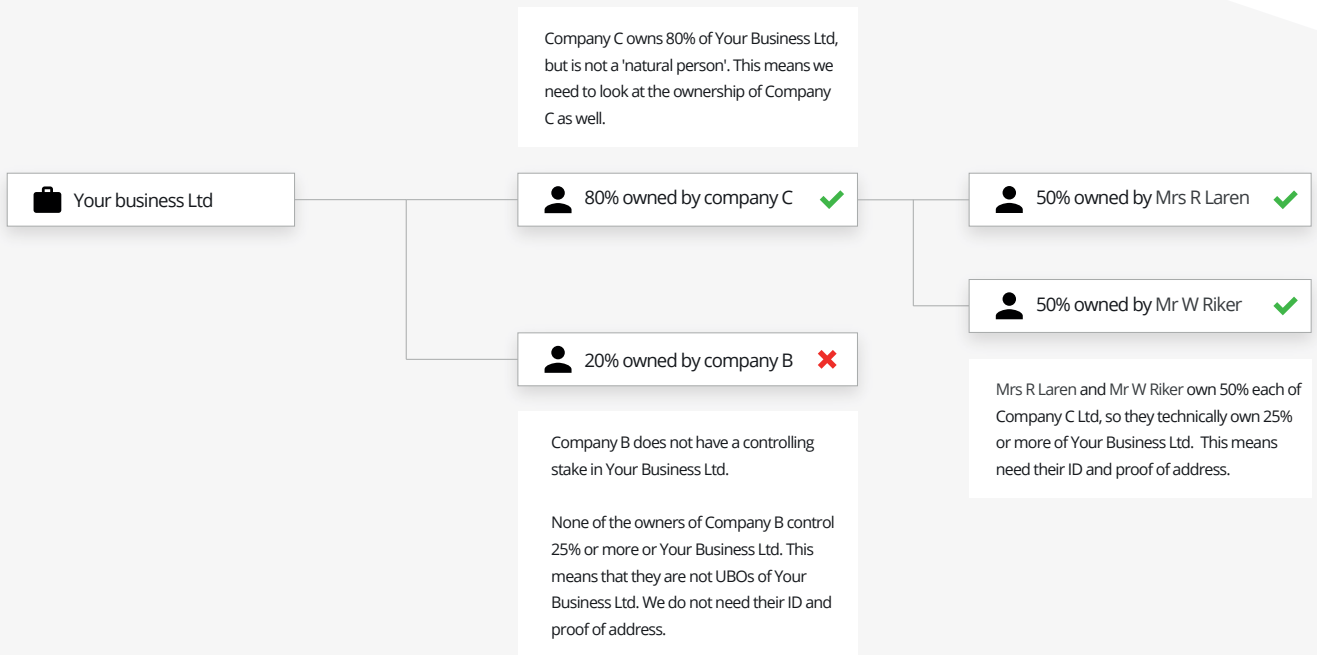 Company C owns 80% of Your Business Ltd,
but is not a 'natural person'. This means we
need to look at the ownership of Company
C as well.
Your business Ltd
80% owned by company C
50% owned by Mrs R Laren
50% owned by Mr W Riker
20% owned by company B
Mrs R Laren and Mr W Riker own 50% each of
Company C Ltd, so they technically own 25%
or more of Your Business Ltd. This means
need their ID and proof of address.
Company B does not have a controlling
stake in Your Business Ltd.
None of the owners of Company B control
25% or more or Your Business Ltd. This
means that they are not UBOs of Your
Business Ltd. We do not need their ID and
proof of address.